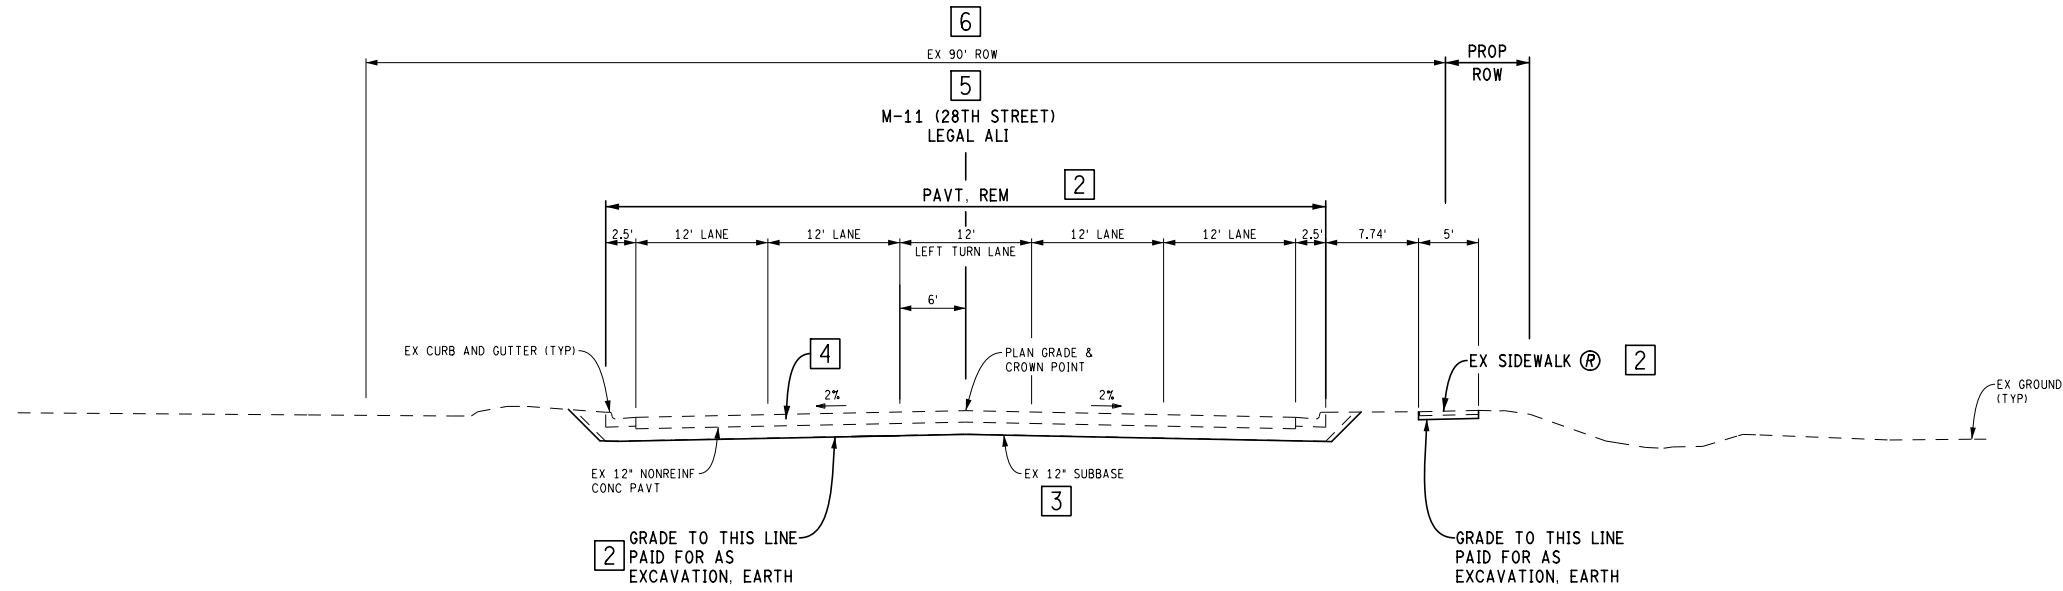 6
EX 90' ROW
PROP
ROW
5
M-11 (28TH STREET)
LEGAL ALI
PAVT, REM
2
2.5'
12' LANE
12' LANE
12'
LEFT TURN LANE
12' LANE
12' LANE
2.5'
7.74'
5'
6'
EX CURB AND GUTTER (TYP)
4
PLAN GRADE &
CROWN POINT
EX SIDEWALK Ⓡ
2
2%
2%
EX GROUND
(TYP)
EX 12" NONREINF
CONC PAVT
EX 12" SUBBASE
3
2
GRADE TO THIS LINE
PAID FOR AS
EXCAVATION, EARTH
GRADE TO THIS LINE
PAID FOR AS
EXCAVATION, EARTH